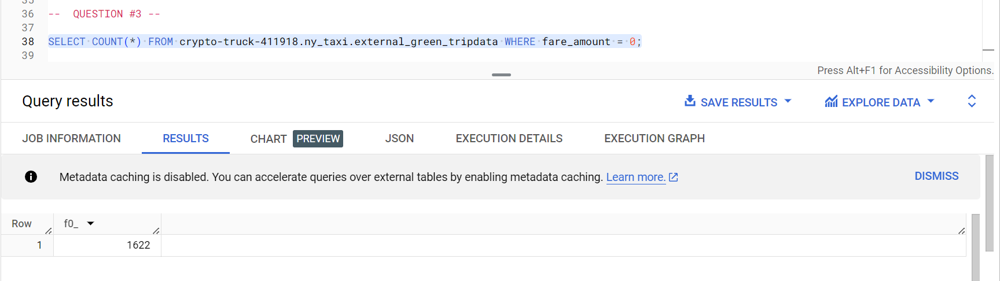 35
36 -- QUESTION #3 --
37
38 SELECT COUNT(*) FROM crypto-truck-411918.ny_taxi.external_green_tripdata WHERE fare_amount = 0;
39
Press Alt+F1 for Accessibility Options.
Query results
SAVE RESULTS
EXPLORE DATA
JOB INFORMATION
RESULTS
CHART PREVIEW
JSON
EXECUTION DETAILS
EXECUTION GRAPH
Metadata caching is disabled. You can accelerate queries over external tables by enabling metadata caching. Learn more.
DISMISS
Row f0_
1 1622